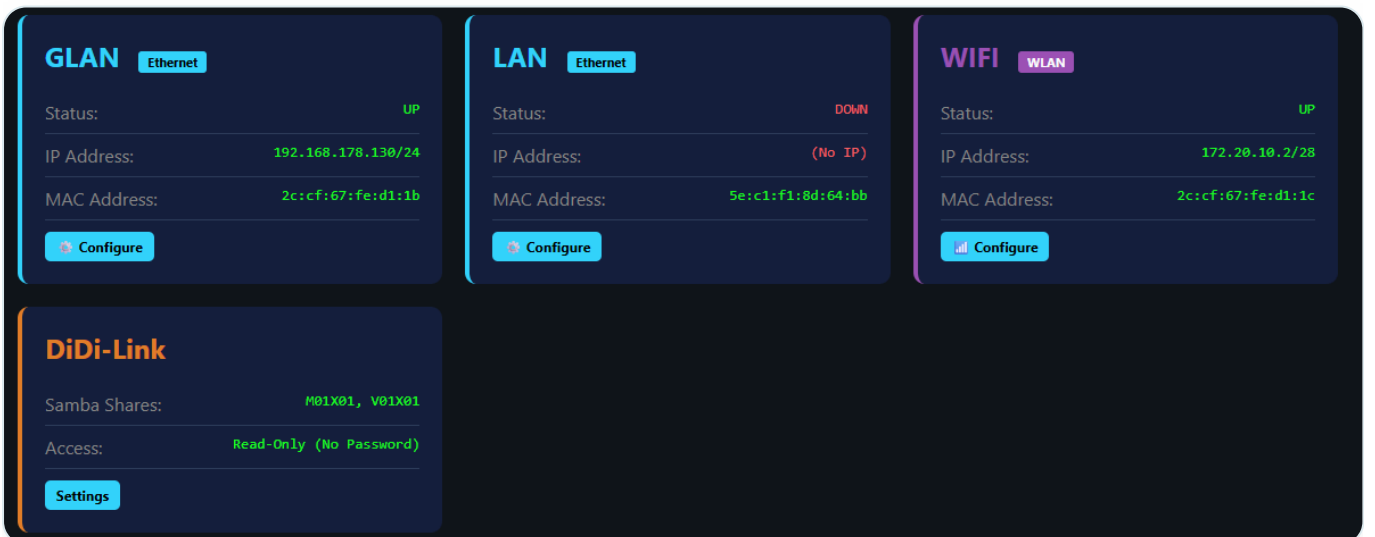 GLAN Ethernet
Status: UP
IP Address: 192.168.178.130/24
MAC Address: 2c:cf:67:fe:d1:1b
Configure
LAN Ethernet
Status: DOWN
IP Address: (No IP)
MAC Address: 5e:c1:f1:8d:64:bb
Configure
WIFI WLAN
Status: UP
IP Address: 172.20.10.2/28
MAC Address: 2c:cf:67:fe:d1:1c
Configure
DiDi-Link
Samba Shares: M01X01, V01X01
Access: Read-Only (No Password)
Settings